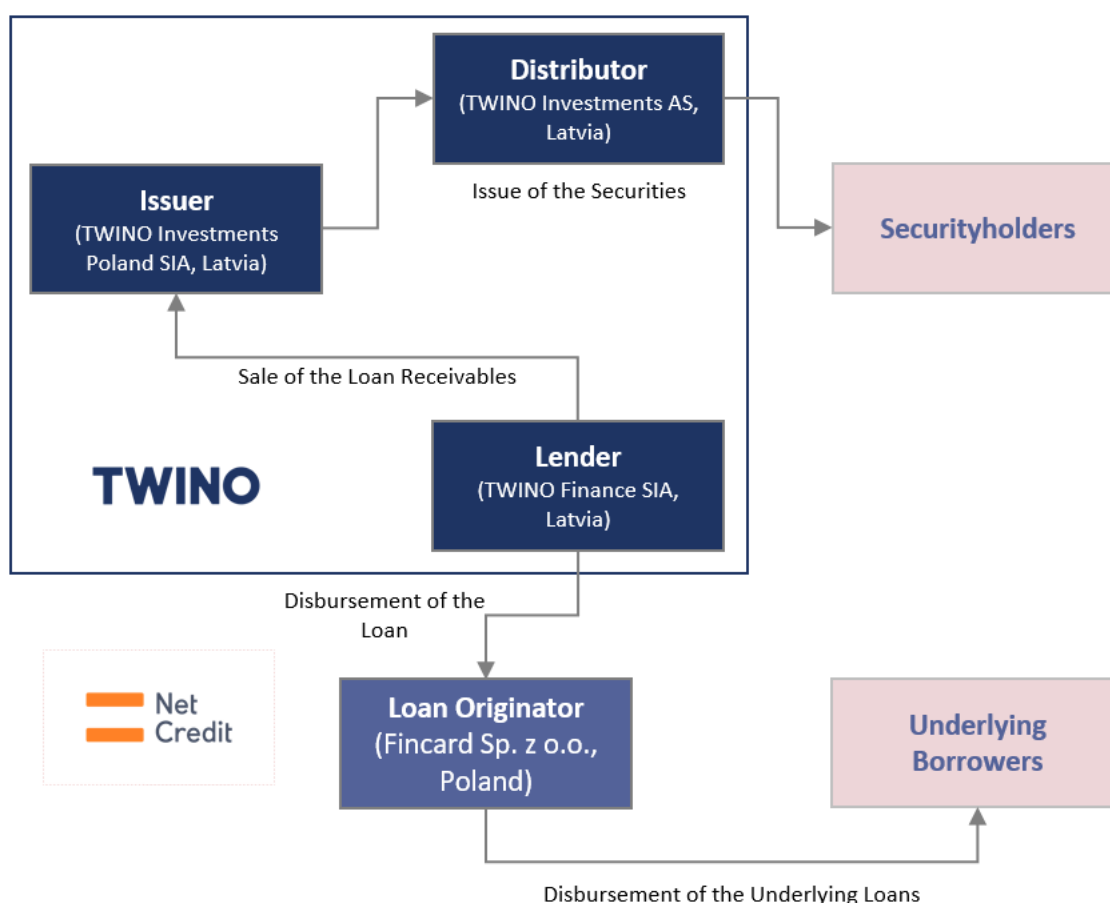 Distributor
(TWINO Investments AS,
Latvia)
Issue of the Securities
Issuer
(TWINO Investments
Poland SIA, Latvia)
Securityholders
Sale of the Loan Receivables
Lender
(TWINO Finance SIA,
Latvia)
TWINO
Disbursement of the
Loan
Net
Credit
Loan Originator
(Fincard Sp. z o.o.,
Poland)
Underlying
Borrowers
Disbursement of the Underlying Loans